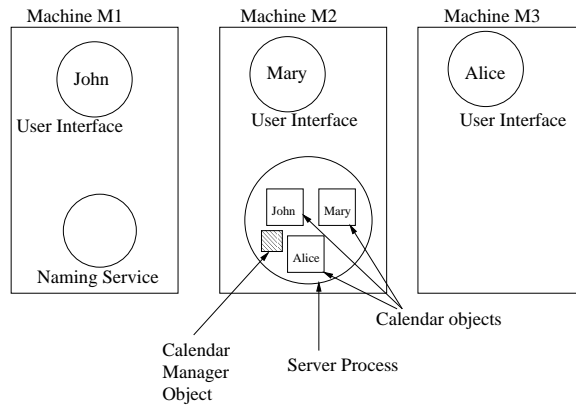 Machine M1
Machine M2
Machine M3
John
Mary
Alice
User Interface
User Interface
User Interface
John
Mary
Alice
Naming Service
Calendar objects
Calendar
Manager
Object
Server Process